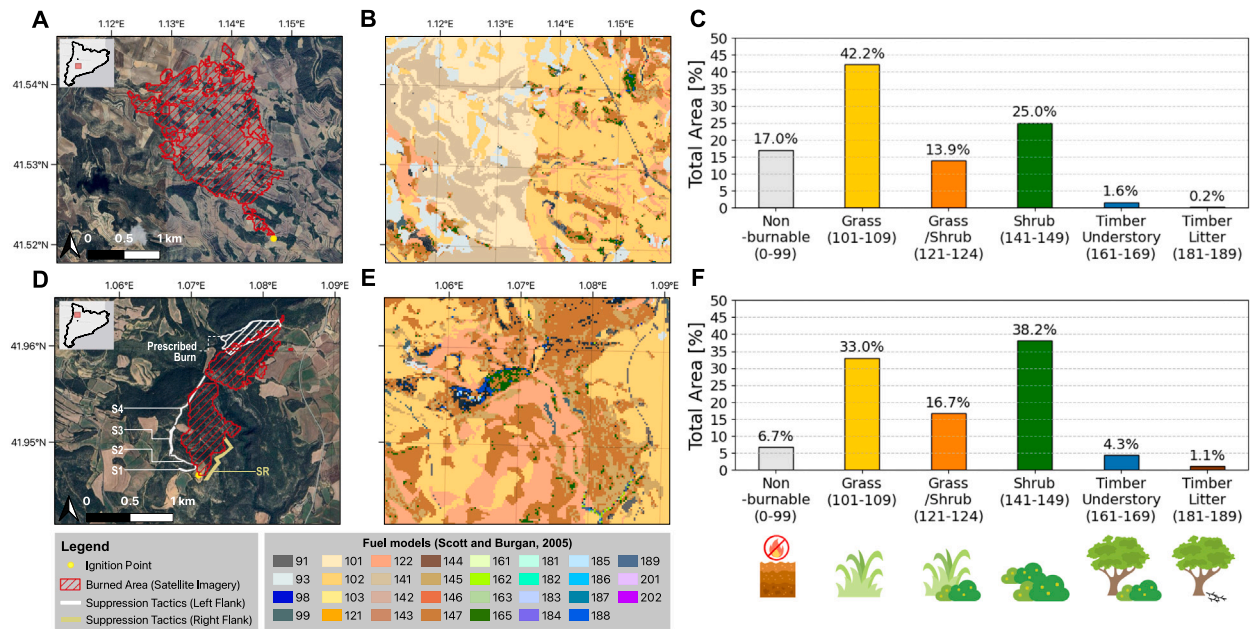 A
1.12°E 1.13°E 1.14°E 1.15°E
41.54°N
41.53°N
41.52°N
0 0.5 1 km
B
1.12°E 1.13°E 1.14°E 1.15°E
C
Total Area [%]
50
45
40
35
30
25
20
15
10
5
0
17.0%
42.2%
13.9%
25.0%
1.6%
0.2%
Non
-burnable
(0-99)
Grass
(101-109)
Grass
/Shrub
(121-124)
Shrub
(141-149)
Timber
Understory
(161-169)
Timber
Litter
(181-189)
D
1.06°E 1.07°E 1.08°E 1.09°E
41.96°N
41.95°N
Prescribed
Burn
S4
S3
S2
S1
SR
0 0.5 1 km
E
1.06°E 1.07°E 1.08°E 1.09°E
F
Total Area [%]
50
45
40
35
30
25
20
15
10
5
0
6.7%
33.0%
16.7%
38.2%
4.3%
1.1%
Non
-burnable
(0-99)
Grass
(101-109)
Grass
/Shrub
(121-124)
Shrub
(141-149)
Timber
Understory
(161-169)
Timber
Litter
(181-189)
Legend
Ignition Point
Burned Area (Satellite Imagery)
Suppression Tactics (Left Flank)
Suppression Tactics (Right Flank)
Fuel models (Scott and Burgan, 2005)
91 101 122 144 161 181 185 189
93 102 141 145 162 182 186 201
98 103 142 146 163 183 187 202
99 121 143 147 165 184 188